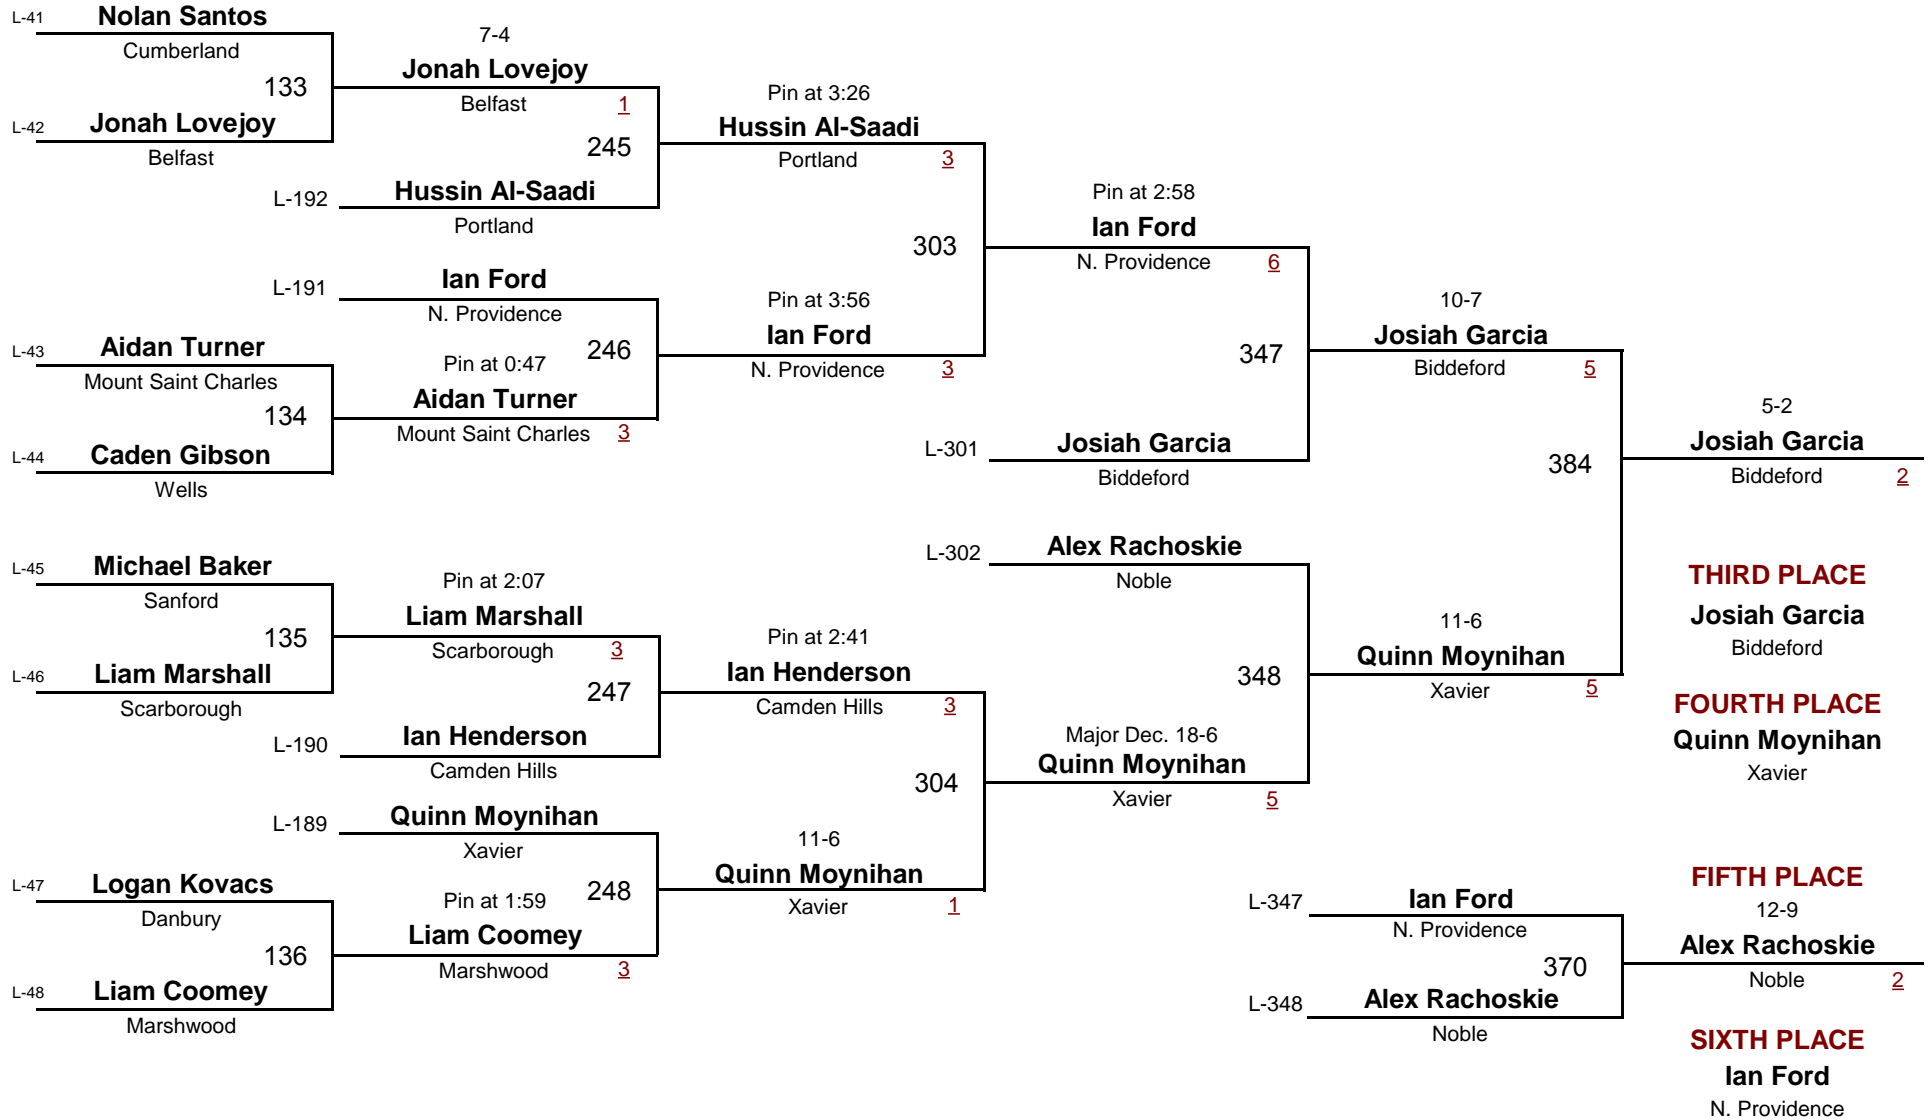 L-41
Nolan Santos
Cumberland
133
L-42
Jonah Lovejoy
Belfast
7-4
Jonah Lovejoy
Belfast
1
245
L-192
Hussin Al-Saadi
Portland
Pin at 3:26
Hussin Al-Saadi
Portland
3
L-191
Ian Ford
N. Providence
246
L-43
Aidan Turner
Mount Saint Charles
134
L-44
Caden Gibson
Wells
Pin at 0:47
Aidan Turner
Mount Saint Charles
3
Pin at 3:56
Ian Ford
N. Providence
3
303
Pin at 2:58
Ian Ford
N. Providence
6
347
L-301
Josiah Garcia
Biddeford
10-7
Josiah Garcia
Biddeford
5
384
5-2
Josiah Garcia
Biddeford
2
L-45
Michael Baker
Sanford
135
L-46
Liam Marshall
Scarborough
Pin at 2:07
Liam Marshall
Scarborough
3
247
L-190
Ian Henderson
Camden Hills
Pin at 2:41
Ian Henderson
Camden Hills
3
304
L-189
Quinn Moynihan
Xavier
248
L-47
Logan Kovacs
Danbury
136
L-48
Liam Coomey
Marshwood
Pin at 1:59
Liam Coomey
Marshwood
3
11-6
Quinn Moynihan
Xavier
1
L-302
Alex Rachoskie
Noble
348
Major Dec. 18-6
Quinn Moynihan
Xavier
5
11-6
Quinn Moynihan
Xavier
5
THIRD PLACE
Josiah Garcia
Biddeford
FOURTH PLACE
Quinn Moynihan
Xavier
L-347
Ian Ford
N. Providence
370
L-348
Alex Rachoskie
Noble
FIFTH PLACE
12-9
Alex Rachoskie
Noble
2
SIXTH PLACE
Ian Ford
N. Providence